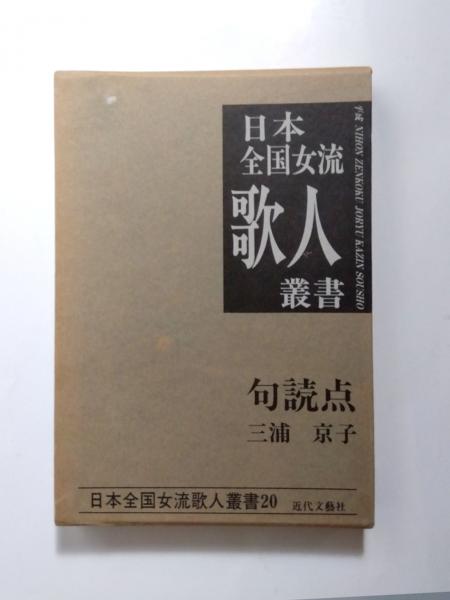 日本
全国女流
歌人
叢書
平成 NIHON ZENKOKU JORYU KAZIN SOUSHO
句読点
三浦 京子
日本全国女流歌人叢書20 近代文藝社